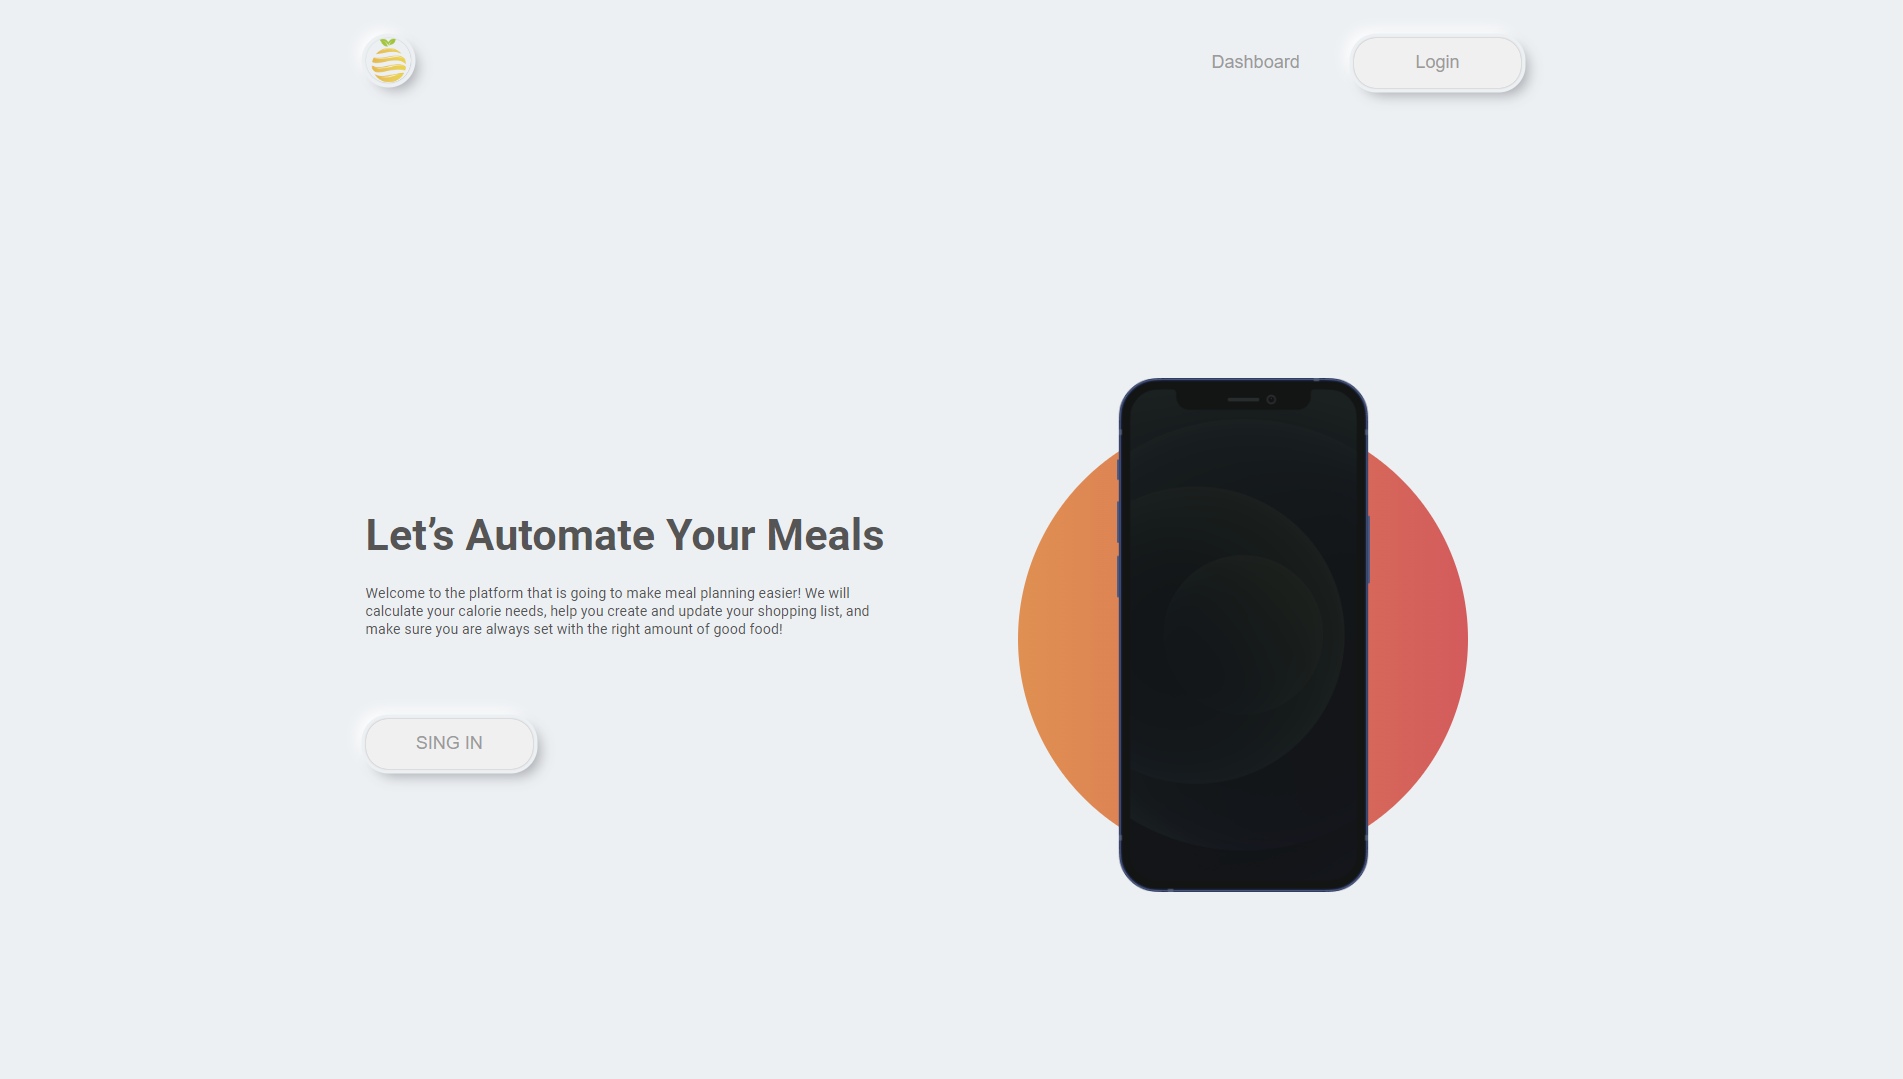 Dashboard
Login
Let’s Automate Your Meals
Welcome to the platform that is going to make meal planning easier! We will
calculate your calorie needs, help you create and update your shopping list, and
make sure you are always set with the right amount of good food!
SING IN